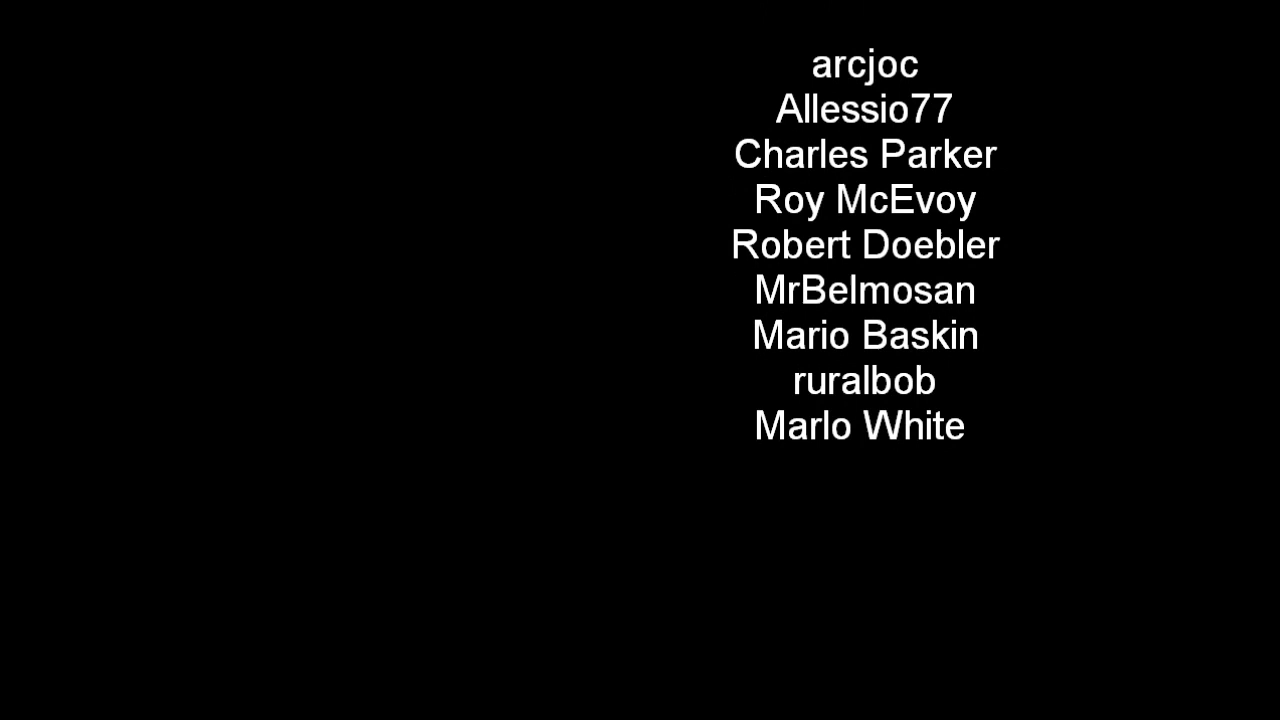 arcjoc
Allessio77
Charles Parker
Roy McEvoy
Robert Doebler
MrBelmosan
Mario Baskin
ruralbob
Marlo White